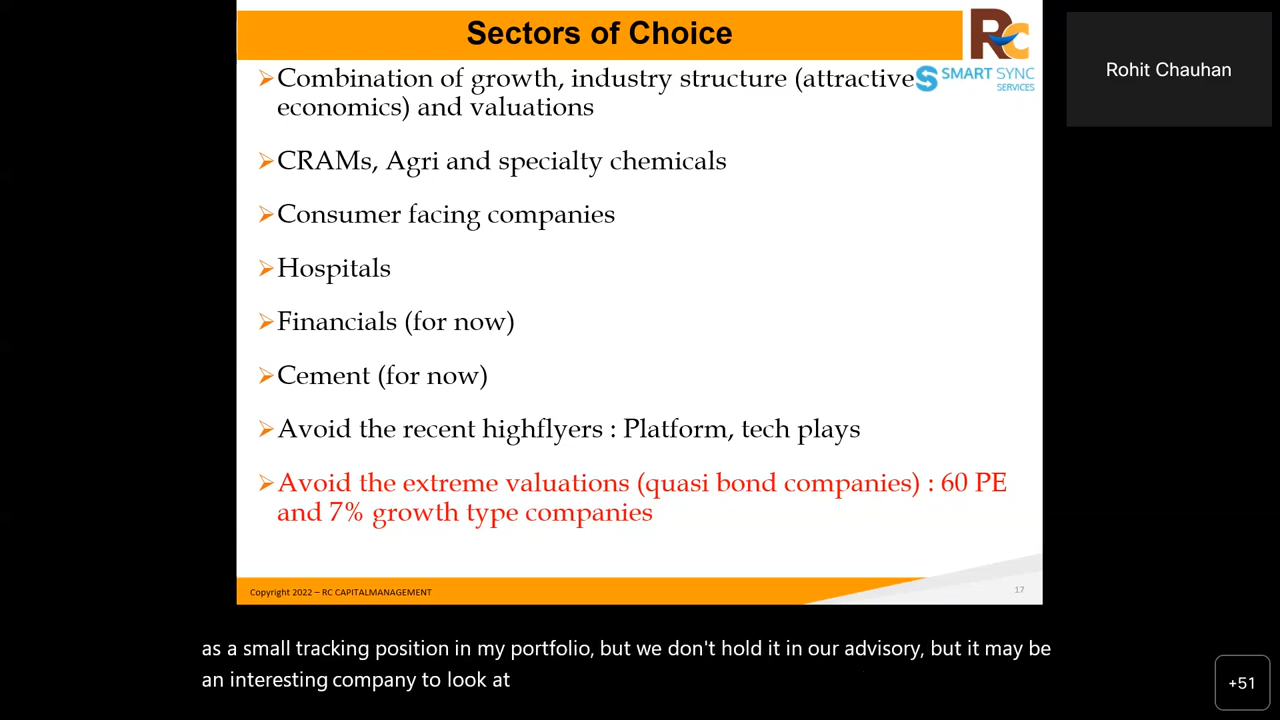 Sectors of Choice
RC
SMART SYNC
SERVICES
Rohit Chauhan
➢Combination of growth, industry structure (attractive
economics) and valuations
➢CRAMs, Agri and specialty chemicals
➢Consumer facing companies
➢Hospitals
➢Financials (for now)
➢Cement (for now)
➢Avoid the recent highflyers : Platform, tech plays
➢Avoid the extreme valuations (quasi bond companies) : 60 PE
and 7% growth type companies
Copyright 2022 – RC CAPITALMANAGEMENT
17
as a small tracking position in my portfolio, but we don't hold it in our advisory, but it may be
an interesting company to look at
+51